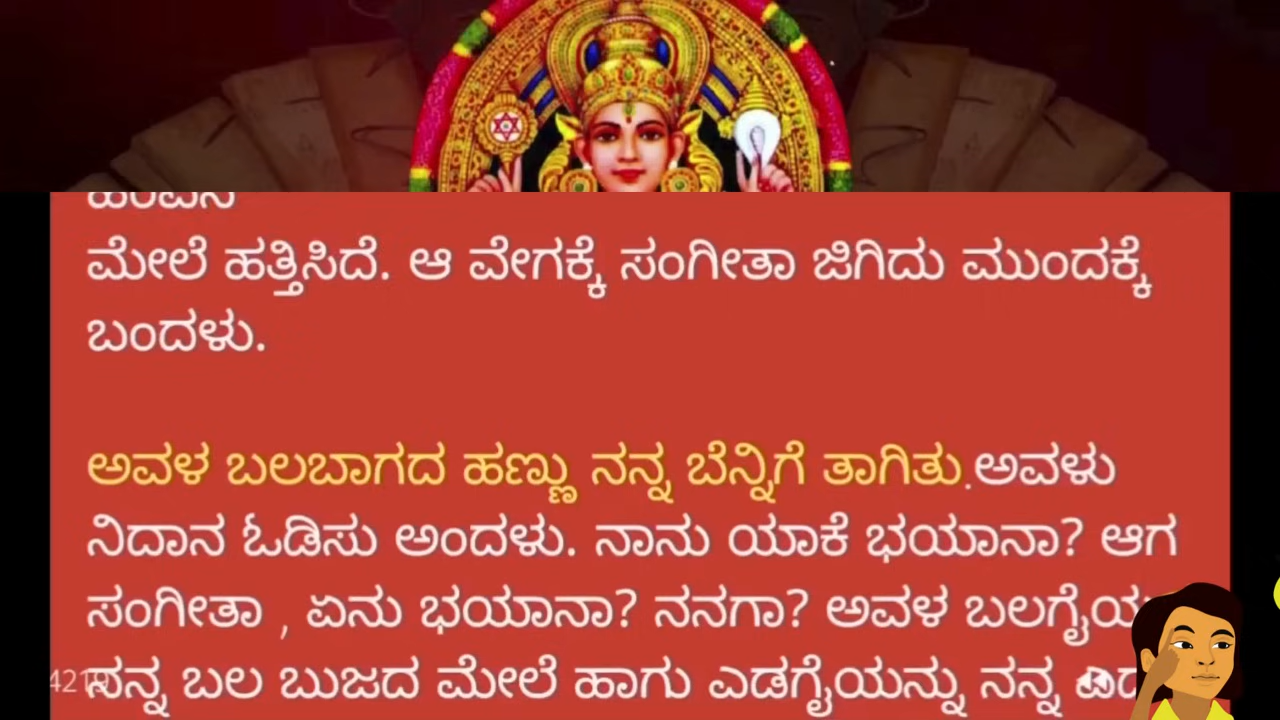 ಮೇಲೆ ಹತ್ತಿಸಿದೆ. ಆ ವೇಗಕ್ಕೆ ಸಂಗೀತಾ ಜಿಗಿದು ಮುಂದಕ್ಕೆ
ಬಂದಳು.
ಅವಳ ಬಲಬಾಗದ ಹಣ್ಣು ನನ್ನ ಬೆನ್ನಿಗೆ ತಾಗಿತು.ಅವಳು
ನಿದಾನ ಓಡಿಸು ಅಂದಳು. ನಾನು ಯಾಕೆ ಭಯಾನಾ? ಆಗ
ಸಂಗೀತಾ , ಏನು ಭಯಾನಾ? ನನಗಾ? ಅವಳ
ನನ್ನ ಬಲ ಬುಜದ ಮೇಲೆ ಹಾಗು ಎಡಗೈಯನ್ನು ನನ್ನ